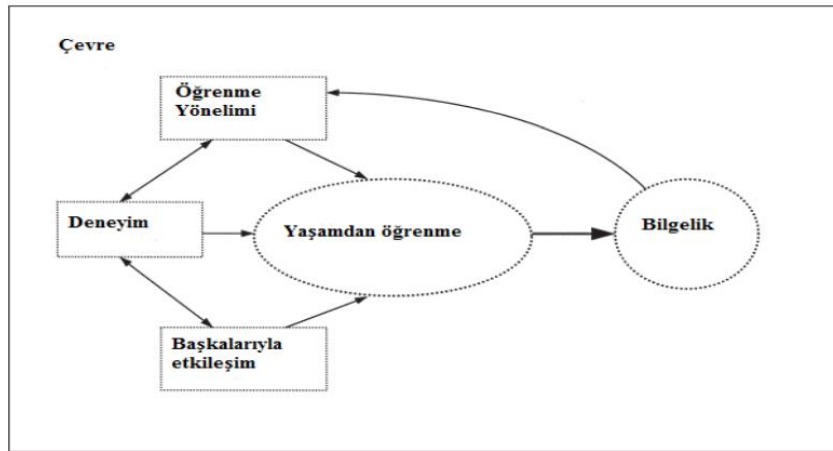 Çevre
Öğrenme
Yönelimi
Deneyim
Yaşamdan öğrenme
Bilgelik
Başkalarıyla
etkileşim